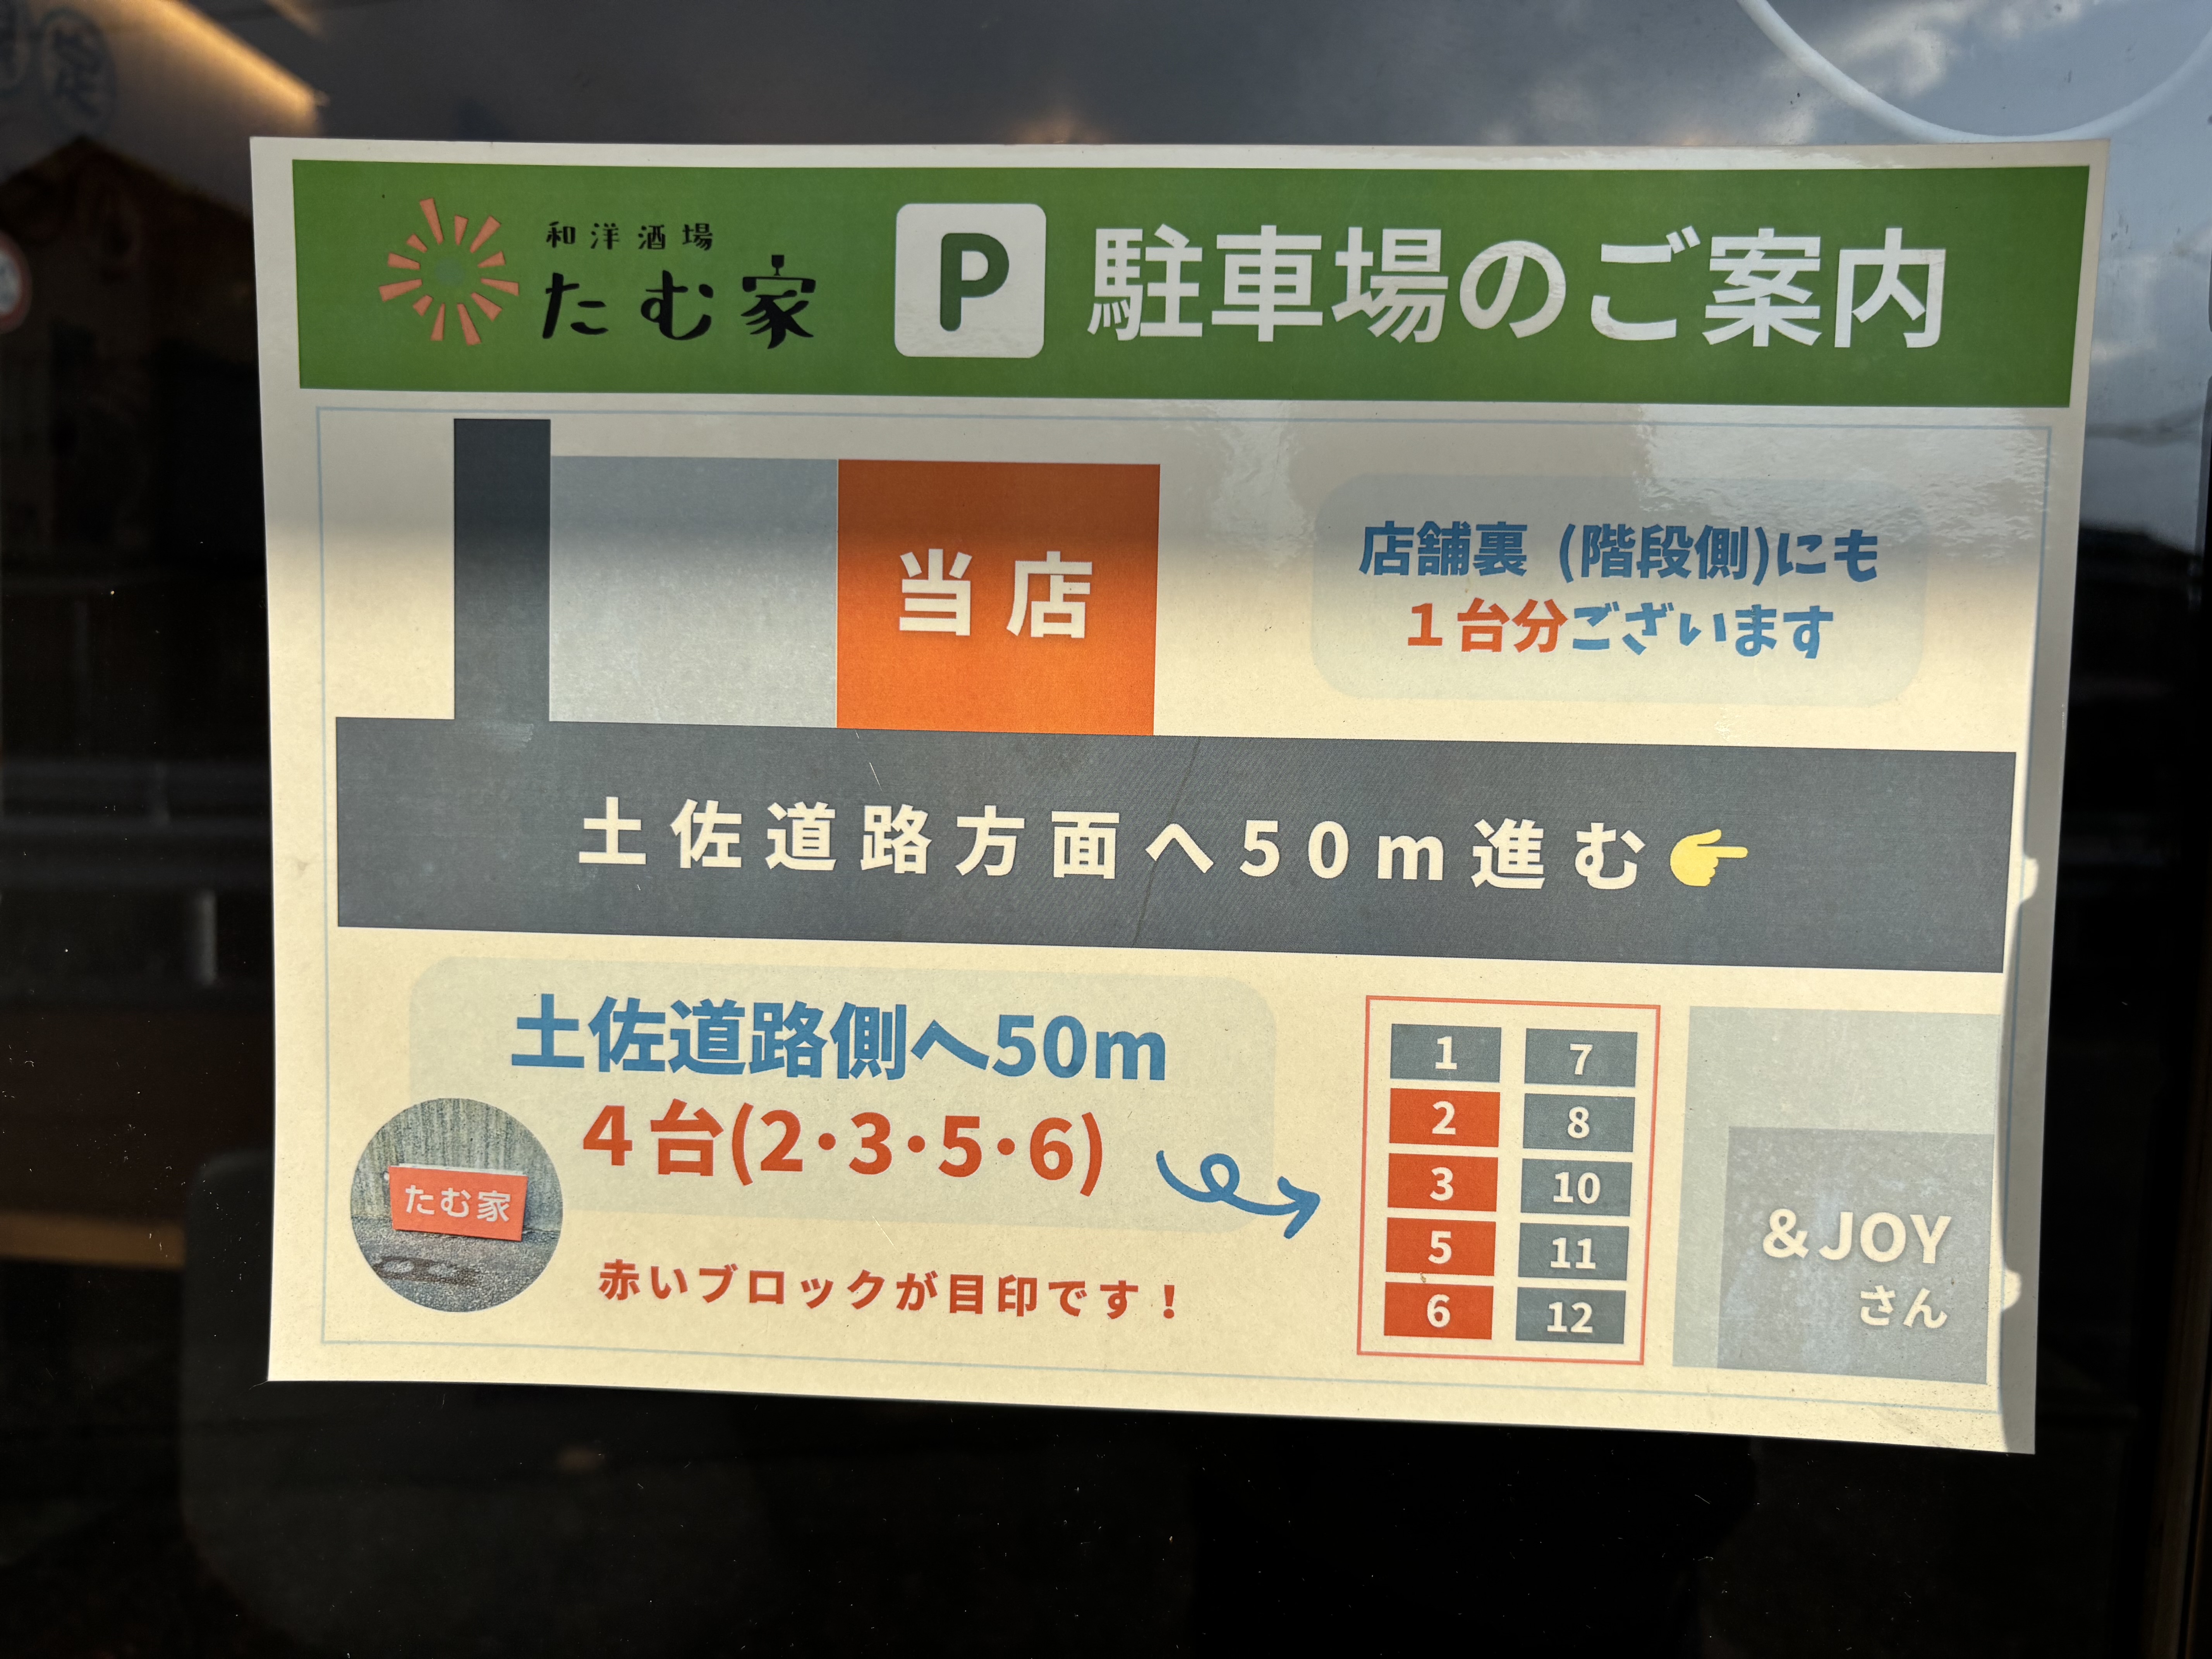 和洋酒場
たむ家
P 駐車場のご案内
当店
店舗裏 (階段側)にも
１台分ございます
土佐道路方面へ50m進む
土佐道路側へ50m
４台(2・3・5・6)
たむ家
赤いブロックが目印です！
1 7
2 8
3 10
5 11
6 12
&JOY
さん